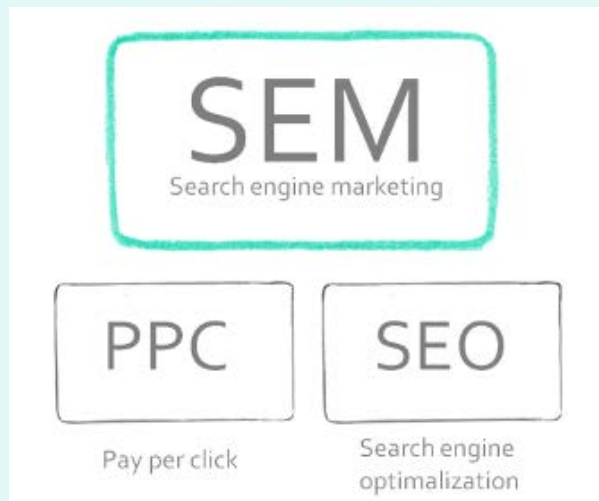 SEM
Search engine marketing
PPC
Pay per click
SEO
Search engine
optimalization